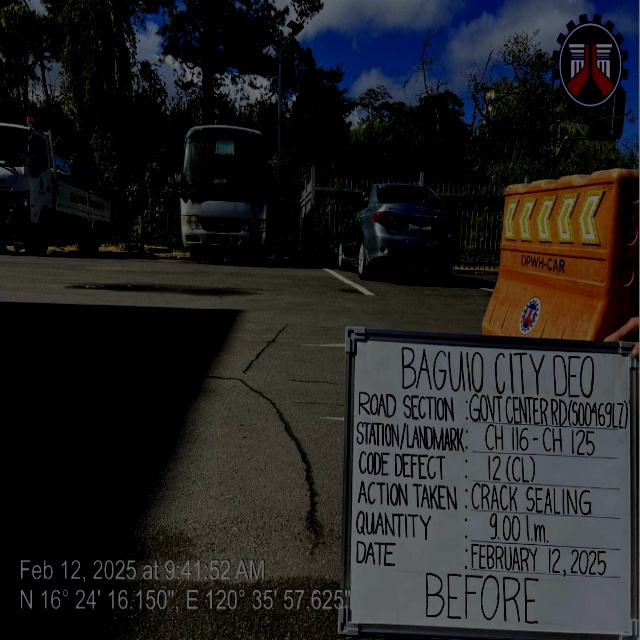 DPWH-CAR
BAGUIO CITY DEO
ROAD SECTION : GOVT CENTER RD(S00469LZ)
STATION/LANDMARK : CH 116 - CH 125
CODE DEFECT : 12 (CL)
ACTION TAKEN : CRACK SEALING
QUANTITY : 9.00 l.m.
DATE : FEBRUARY 12, 2025
BEFORE
Feb 12, 2025 at 9:41:52 AM
N 16° 24' 16.150", E 120° 35' 57.625"